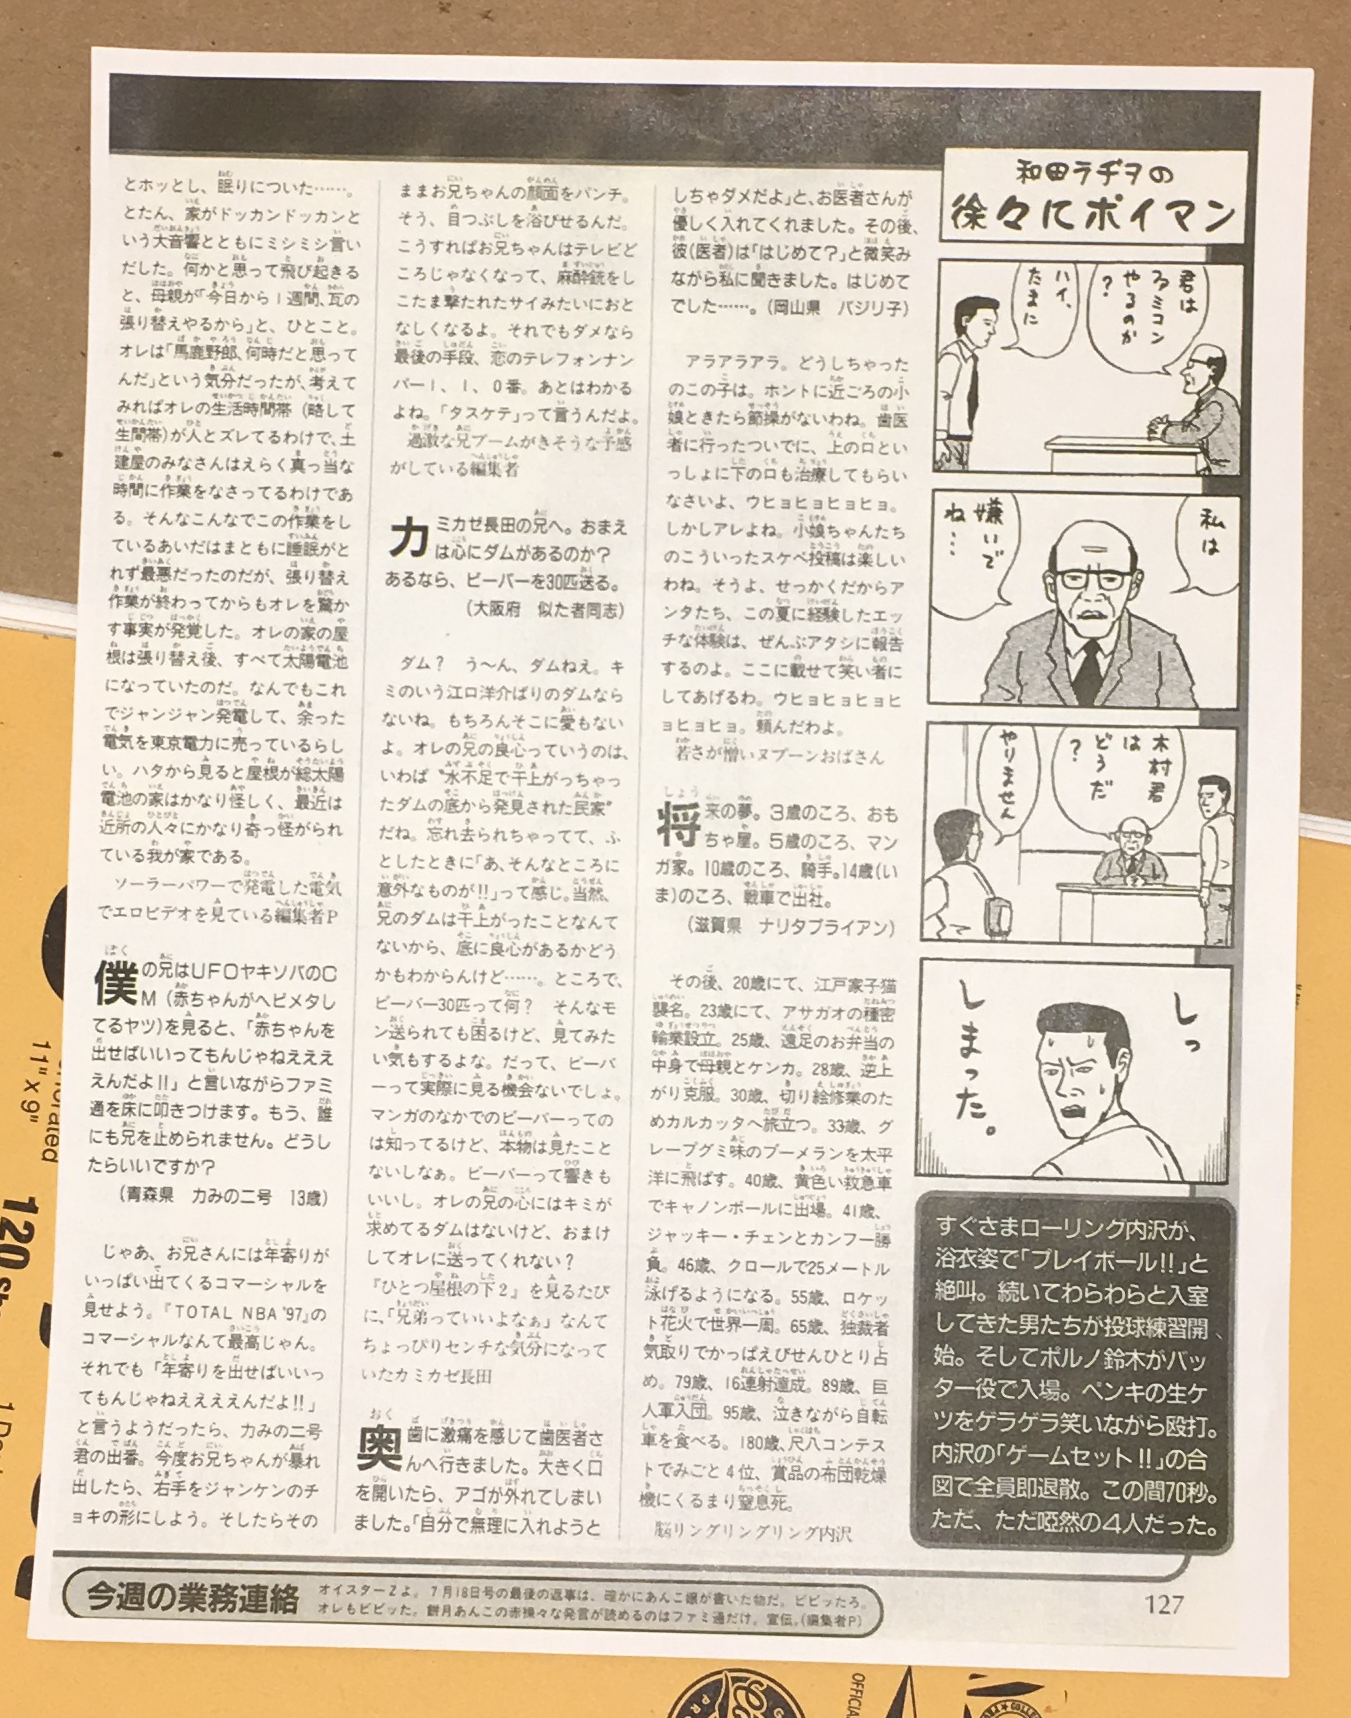 とホッとし、眠りについた……。
とたん、家がドッカンドッカンと
いう大音響とともにミシミシ言い
だした。何かと思って飛び起きる
と、母親が「今日から1週間、瓦の
張り替えやるから」と、ひとこと。
オレは「馬鹿野郎、何時だと思って
んだ」という気分だったが、考えて
みればオレの生活時間帯（略して
生間帯）が人とズレてるわけで、土
建屋のみなさんはえらく真っ当な
時間に作業をなさってるわけであ
る。そんなこんなでこの作業をし
ているあいだはまともに睡眠がと
れず最悪だったのだが、張り替え
作業が終わってからもオレを驚か
す事実が発覚した。オレの家の屋
根は張り替え後、すべて太陽電池
になっていたのだ。なんでもこれ
でジャンジャン発電して、余った
電気を東京電力に売っているらし
い。ハタから見ると屋根が総太陽
電池の家はかなり怪しく、最近は
近所の人々にかなり奇っ怪がられ
ている我が家である。
ソーラーパワーで発電した電気
でエロビデオを見ている編集者P
僕の兄はUFOヤキソバのC
M（赤ちゃんがヘビメタし
てるヤツ）を見ると、「赤ちゃんを
出せばいいってもんじゃねえええ
えんだよ!!」と言いながらファミ
通を床に叩きつけます。もう、誰
にも兄を止められません。どうし
たらいいですか？
（青森県　力みの二号　13歳）
じゃあ、お兄さんには年寄りが
いっぱい出てくるコマーシャルを
見せよう。『TOTAL NBA '97』の
コマーシャルなんて最高じゃん。
それでも「年寄りを出せばいいっ
てもんじゃねええええんだよ!!」
と言うようだったら、力みの二号
君の出番。今度お兄ちゃんが暴れ
出したら、右手をジャンケンのチ
ョキの形にしよう。そしたらその
ままお兄ちゃんの顔面をパンチ。
そう、目つぶしを浴びせるんだ。
こうすればお兄ちゃんはテレビど
ころじゃなくなって、麻酔銃をし
こたま撃たれたサイみたいにおと
なしくなるよ。それでもダメなら
最後の手段、恋のテレフォンナン
バー1、1、0番。あとはわかる
よね。「タスケテ」って言うんだよ。
過激な兄ブームがきそうな予感
がしている編集者
カミカゼ長田の兄へ。おまえ
は心にダムがあるのか？
あるなら、ビーバーを30匹送る。
（大阪府　似た者同志）
ダム？　う〜ん、ダムねえ。キ
ミのいう江口洋介ばりのダムなら
ないね。もちろんそこに愛もない
よ。オレの兄の良心っていうのは、
いわば〝水不足で干上がっちゃっ
たダムの底から発見された民家〟
だね。忘れ去られちゃってて、ふ
としたときに「あ、そんなところに
意外なものが!!」って感じ。当然、
兄のダムは干上がったことなんて
ないから、底に良心があるかどう
かもわからんけど……。ところで、
ビーバー30匹って何？　そんなモ
ン送られても困るけど、見てみた
い気もするよな。だって、ビーバ
ーって実際に見る機会ないでしょ。
マンガのなかでのビーバーっての
は知ってるけど、本物は見たこと
ないしなぁ。ビーバーって響きも
いいし。オレの兄の心にはキミが
求めてるダムはないけど、おまけ
してオレに送ってくれない？
『ひとつ屋根の下2』を見るたび
に、「兄弟っていいよなぁ」なんて
ちょっぴりセンチな気分になって
いたカミカゼ長田
奥歯に激痛を感じて歯医者さ
んへ行きました。大きく口
を開いたら、アゴが外れてしまい
ました。「自分で無理に入れようと
しちゃダメだよ」と、お医者さんが
優しく入れてくれました。その後、
彼（医者）は「はじめて？」と微笑み
ながら私に聞きました。はじめて
でした……。（岡山県　バジリ子）
アラアラアラ。どうしちゃった
のこの子は。ホントに近ごろの小
娘ときたら節操がないわね。歯医
者に行ったついでに、上の口とい
っしょに下の口も治療してもらい
なさいよ、ウヒョヒョヒョヒョ。
しかしアレよね。小娘ちゃんたち
のこういったスケベ投稿は楽しい
わね。そうよ、せっかくだからア
ンタたち、この夏に経験したエッ
チな体験は、ぜんぶアタシに報告
するのよ。ここに載せて笑い者に
してあげるわ。ウヒョヒョヒョヒ
ョヒョヒョ。頼んだわよ。
若さが憎いヌブーンおばさん
将来の夢。3歳のころ、おも
ちゃ屋。5歳のころ、マン
ガ家。10歳のころ、騎手。14歳（い
ま）のころ、戦車で出社。
（滋賀県　ナリタブライアン）
その後、20歳にて、江戸家子猫
襲名。23歳にて、アサガオの種密
輸業設立。25歳、遠足のお弁当の
中身で母親とケンカ。28歳、逆上
がり克服。30歳、切り絵修業のた
めカルカッタへ旅立つ。33歳、グ
レープグミ味のブーメランを太平
洋に飛ばす。40歳、黄色い救急車
でキャノンボールに出場。41歳、
ジャッキー・チェンとカンフー勝
負。46歳、クロールで25メートル
泳げるようになる。55歳、ロケッ
ト花火で世界一周。65歳、独裁者
気取りでかっぱえびせんひとり占
め。79歳、16連射達成。89歳、巨
人軍入団。95歳、泣きながら自転
車を食べる。180歳、尺八コンテス
トでみごと4位、賞品の布団乾燥
機にくるまり窒息死。
脳リングリングリング内沢
和田ラヂヲの
徐々にポイマン
君は
ファミコン
やるのか
？
ハイ、
たまに
私は
嫌いで
ね…
木村君
は
どうだ
？
やりません
しっ
しまった。
すぐさまローリング内沢が、
浴衣姿で「プレイボール!!」と
絶叫。続いてわらわらと入室
してきた男たちが投球練習開
始。そしてポルノ鈴木がバッ
ター役で入場。ペンキの生ケ
ツをゲラゲラ笑いながら殴打。
内沢の「ゲームセット!!」の合
図で全員即退散。この間70秒。
ただ、ただ啞然の4人だった。
今週の業務連絡
オイスターZよ。7月18日号の最後の返事は、確かにあんこ嬢が書いた物だ。ビビッたろ。
オレもビビッた。餅月あんこの赤裸々な発言が読めるのはファミ通だけ。宣伝。（編集者P）
127
11" x 9"
120
OFFICIAL